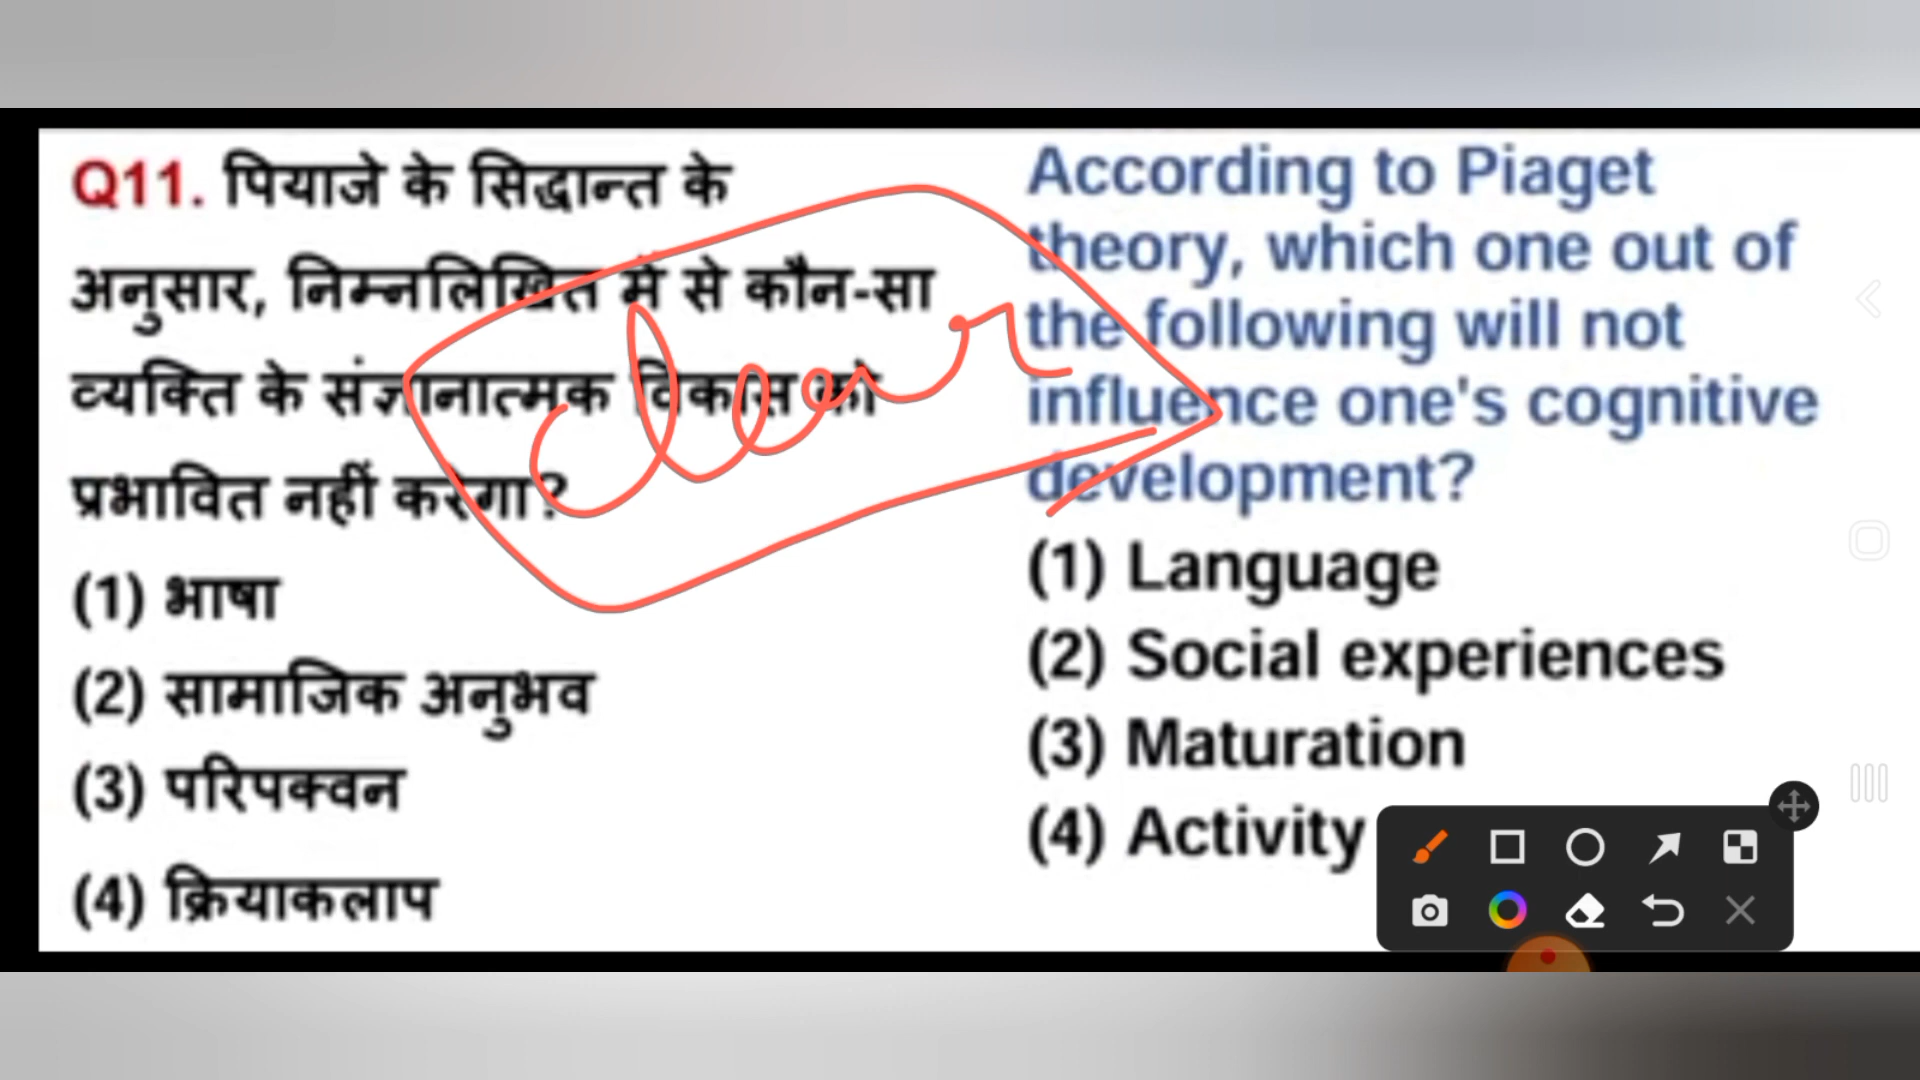 Q11. पियाजे के सिद्धान्त के
अनुसार, निम्नलिखित में से कौन-सा
व्यक्ति के संज्ञानात्मक विकास को
प्रभावित नहीं करेगा?
(1) भाषा
(2) सामाजिक अनुभव
(3) परिपक्वन
(4) क्रियाकलाप
According to Piaget
theory, which one out of
the following will not
influence one's cognitive
development?
(1) Language
(2) Social experiences
(3) Maturation
(4) Activity
clear